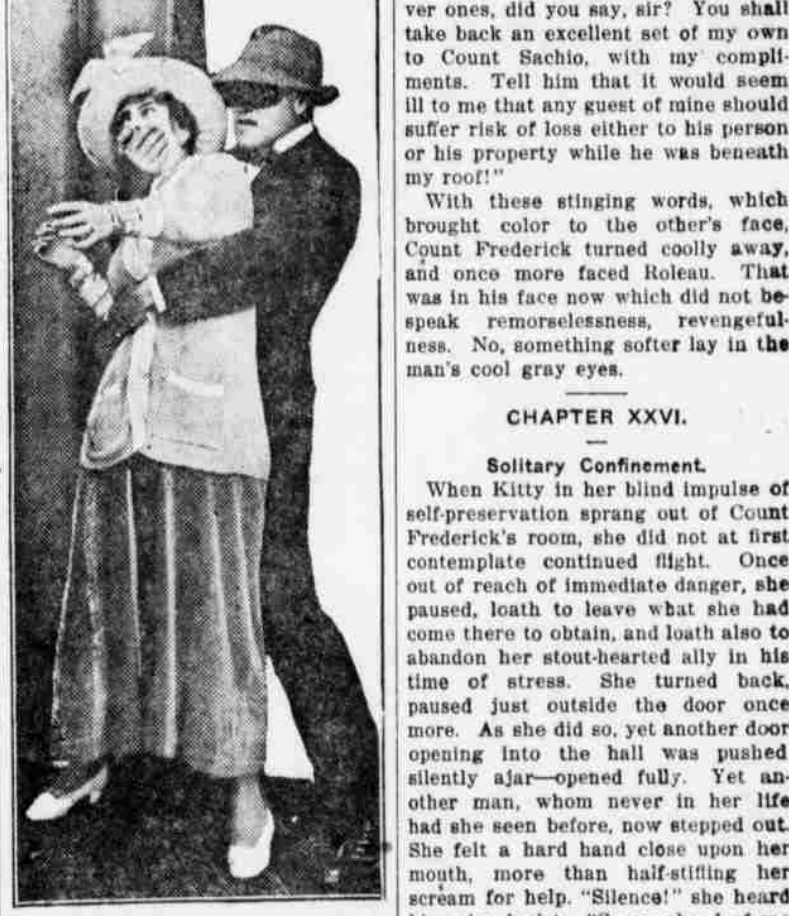 ver ones, did you say, sir? You shall
take back an excellent set of my own
to Count Sachio, with my compli-
ments. Tell him that it would seem
ill to me that any guest of mine should
suffer risk of loss either to his person
or his property while he was beneath
my roof!"
With these stinging words, which
brought color to the other's face,
Count Frederick turned coolly away,
and once more faced Roleau. That
was in his face now which did not be-
speak remorselessness, revengeful-
ness. No, something softer lay in the
man's cool gray eyes.
CHAPTER XXVI.
Solitary Confinement.
When Kitty in her blind impulse of
self-preservation sprang out of Count
Frederick's room, she did not at first
contemplate continued flight. Once
out of reach of immediate danger, she
paused, loath to leave what she had
come there to obtain, and loath also to
abandon her stout-hearted ally in his
time of stress. She turned back,
paused just outside the door once
more. As she did so, yet another door
opening into the hall was pushed
silently ajar—opened fully. Yet an-
other man, whom never in her life
had she seen before, now stepped out.
She felt a hard hand close upon her
mouth, more than half-stifling her
scream for help. "Silence!" she heard